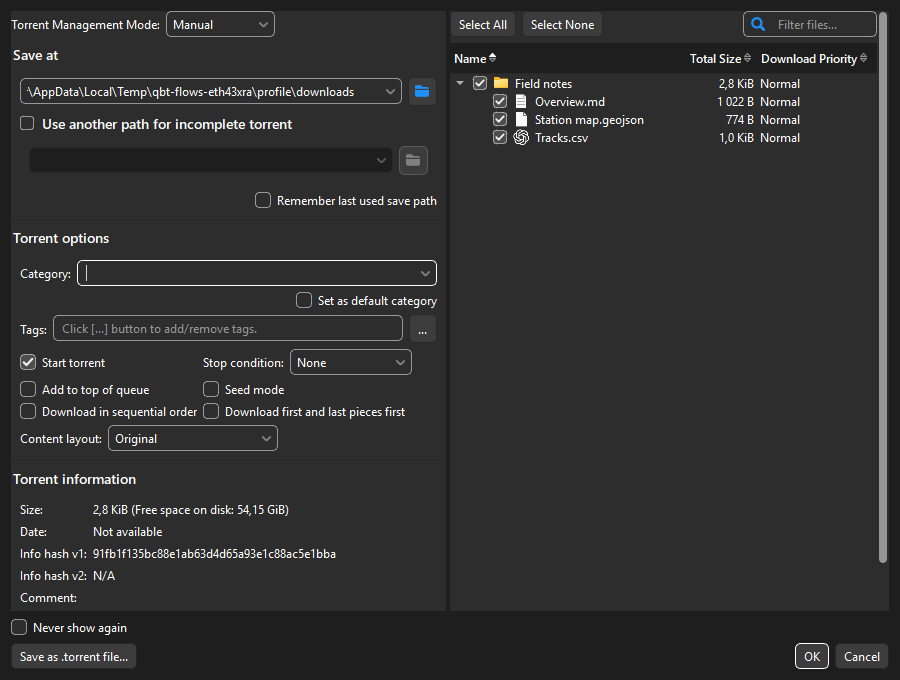 Torrent Management Mode: Manual
Save at
\AppData\Local\Temp\qbt-flows-eth43xra\profile\downloads
Use another path for incomplete torrent
Remember last used save path
Torrent options
Category:
Set as default category
Tags: Click [...] button to add/remove tags. ...
Start torrent Stop condition: None
Add to top of queue Seed mode
Download in sequential order Download first and last pieces first
Content layout: Original
Torrent information
Size: 2,8 KiB (Free space on disk: 54,15 GiB)
Date: Not available
Info hash v1: 91fb1f135bc88e1ab63d4d65a93e1c88ac5e1bba
Info hash v2: N/A
Comment:
Never show again
Save as .torrent file...
Select All Select None Filter files...
Name Total Size Download Priority
Field notes 2,8 KiB Normal
Overview.md 1 022 B Normal
Station map.geojson 774 B Normal
Tracks.csv 1,0 KiB Normal
OK Cancel